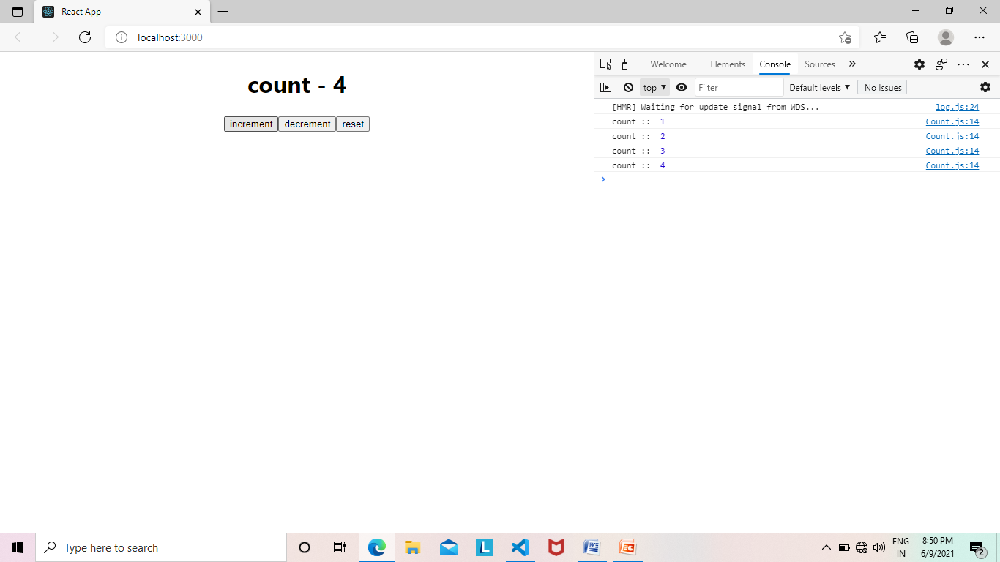 React App
localhost:3000
count - 4
increment decrement reset
Welcome Elements Console Sources
top Filter Default levels No Issues
[HMR] Waiting for update signal from WDS... log.js:24
count :: 1 Count.js:14
count :: 2 Count.js:14
count :: 3 Count.js:14
count :: 4 Count.js:14
Type here to search
ENG
IN
8:50 PM
6/9/2021
2